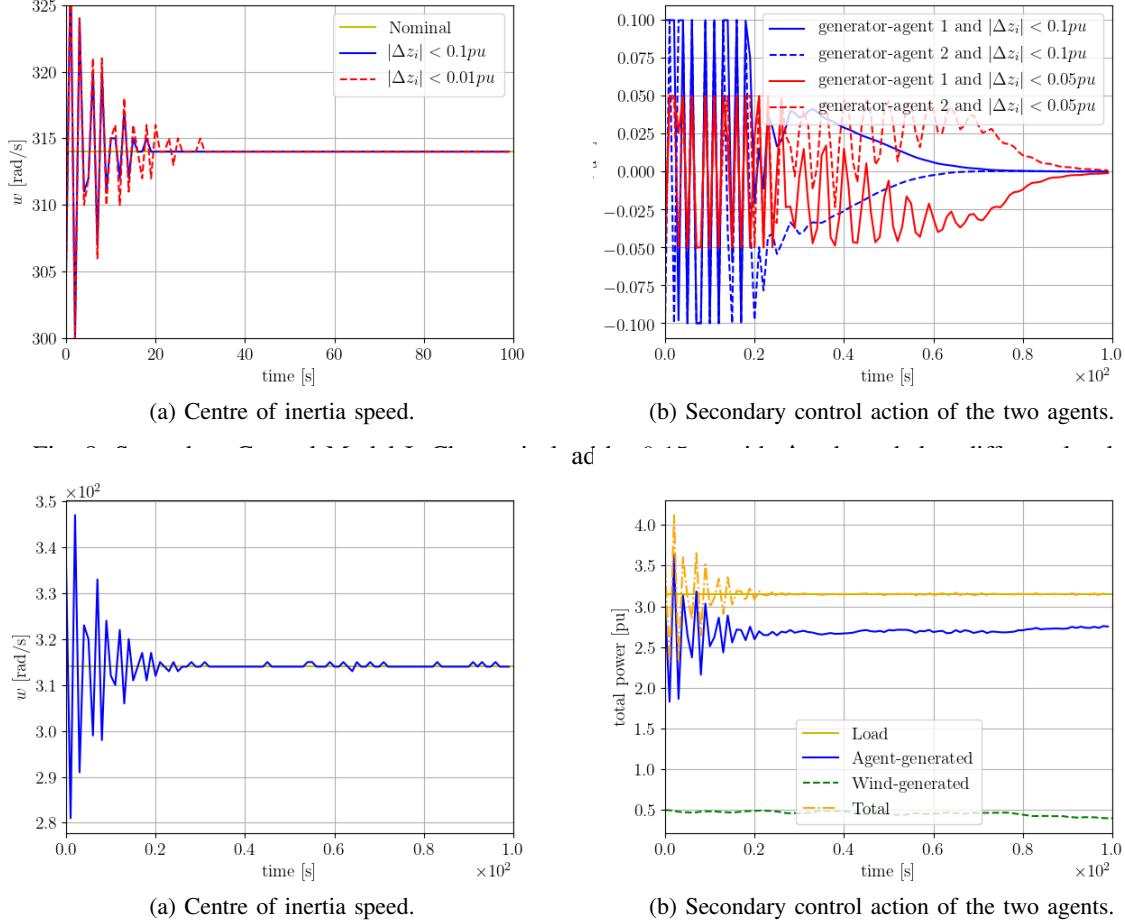 Nominal
|Δz_i| < 0.1pu
|Δz_i| < 0.01pu
325
320
315
310
305
300
w [rad/s]
0 20 40 60 80 100
time [s]
(a) Centre of inertia speed.
generator-agent 1 and |Δz_i| < 0.1pu
generator-agent 2 and |Δz_i| < 0.1pu
generator-agent 1 and |Δz_i| < 0.05pu
generator-agent 2 and |Δz_i| < 0.05pu
0.100
0.075
0.050
0.025
0.000
−0.025
−0.050
−0.075
−0.100
0.0 0.2 0.4 0.6 0.8 1.0
time [s] ×10²
(b) Secondary control action of the two agents.
ad
×10²
3.5
3.4
3.3
3.2
3.1
3.0
2.9
2.8
w [rad/s]
0.0 0.2 0.4 0.6 0.8 1.0
time [s] ×10²
(a) Centre of inertia speed.
4.0
3.5
3.0
2.5
2.0
1.5
1.0
0.5
total power [pu]
Load
Agent-generated
Wind-generated
Total
0.0 0.2 0.4 0.6 0.8 1.0
time [s] ×10²
(b) Secondary control action of the two agents.